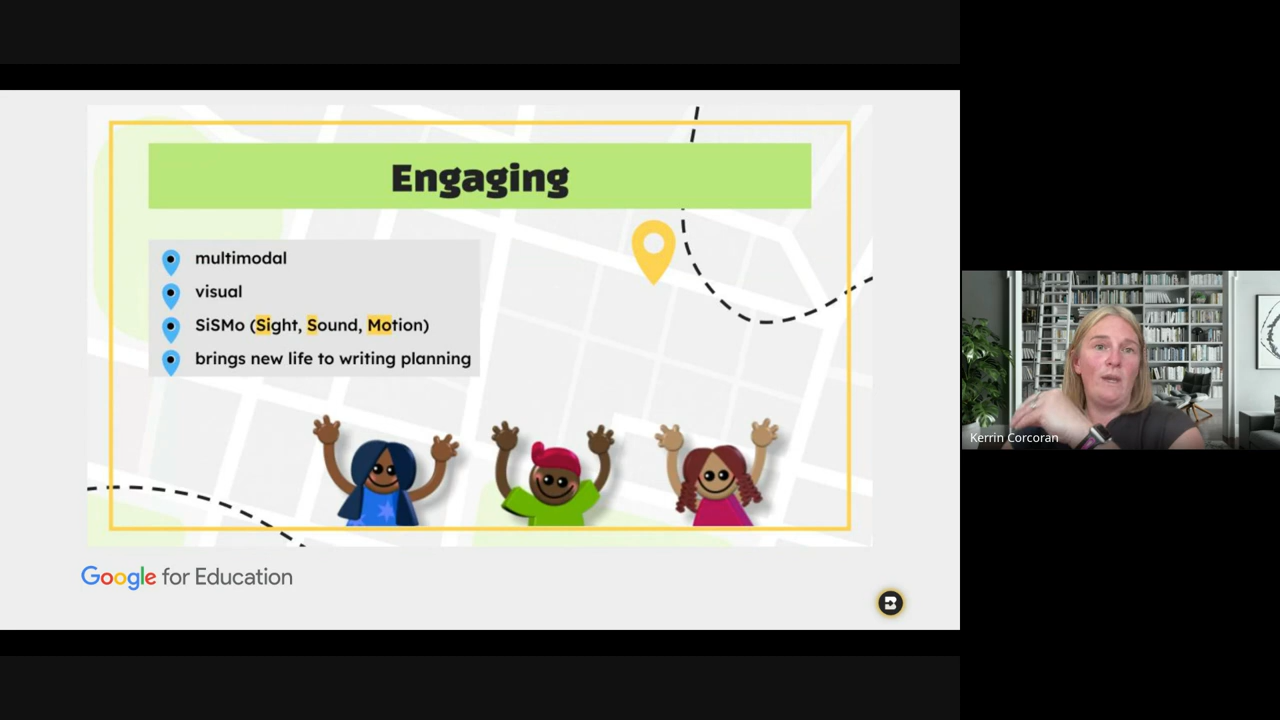 Engaging
multimodal
visual
SiSMo (Sight, Sound, Motion)
brings new life to writing planning
Google for Education
Kerrin Corcoran